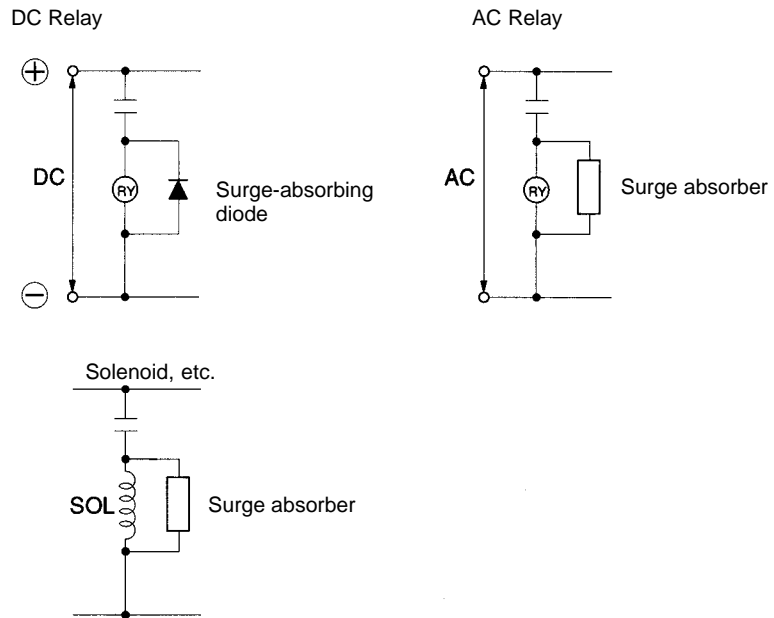 DC Relay
AC Relay
⊕
DC
RY
Surge-absorbing
diode
⊖
AC
RY
Surge absorber
Solenoid, etc.
SOL
Surge absorber